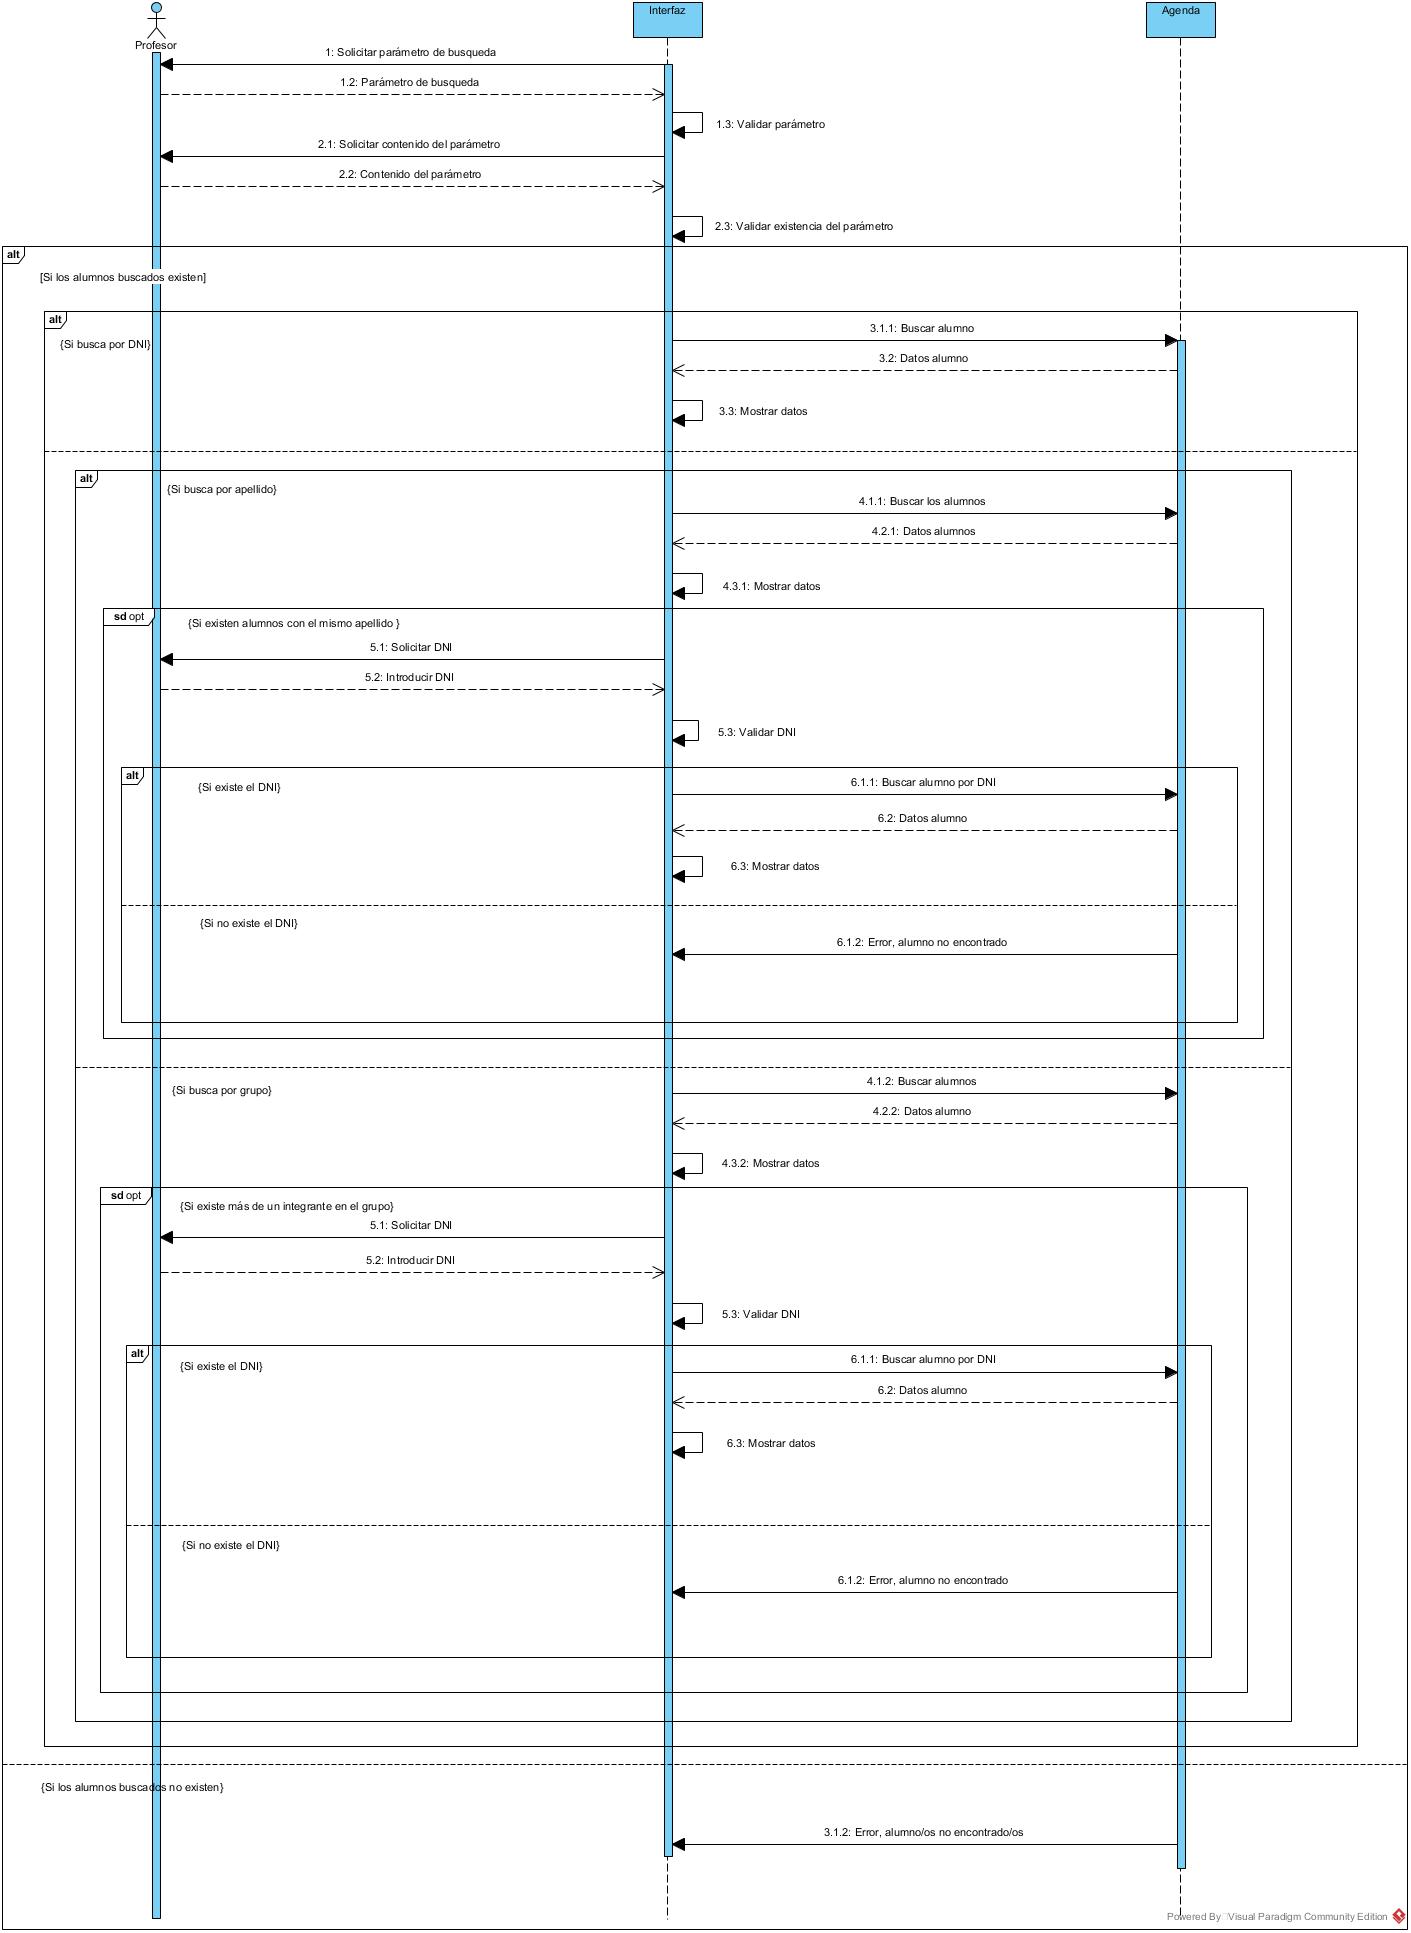 Profesor
Interfaz
Agenda
1: Solicitar parámetro de busqueda
1.2: Parámetro de busqueda
1.3: Validar parámetro
2.1: Solicitar contenido del parámetro
2.2: Contenido del parámetro
2.3: Validar existencia del parámetro
alt
[Si los alumnos buscados existen]
alt
{Si busca por DNI}
3.1.1: Buscar alumno
3.2: Datos alumno
3.3: Mostrar datos
alt
{Si busca por apellido}
4.1.1: Buscar los alumnos
4.2.1: Datos alumnos
4.3.1: Mostrar datos
sd opt
{Si existen alumnos con el mismo apellido }
5.1: Solicitar DNI
5.2: Introducir DNI
5.3: Validar DNI
alt
{Si existe el DNI}
6.1.1: Buscar alumno por DNI
6.2: Datos alumno
6.3: Mostrar datos
{Si no existe el DNI}
6.1.2: Error, alumno no encontrado
{Si busca por grupo}
4.1.2: Buscar alumnos
4.2.2: Datos alumno
4.3.2: Mostrar datos
sd opt
{Si existe más de un integrante en el grupo}
5.1: Solicitar DNI
5.2: Introducir DNI
5.3: Validar DNI
alt
{Si existe el DNI}
6.1.1: Buscar alumno por DNI
6.2: Datos alumno
6.3: Mostrar datos
{Si no existe el DNI}
6.1.2: Error, alumno no encontrado
{Si los alumnos buscados no existen}
3.1.2: Error, alumno/os no encontrado/os
Powered By Visual Paradigm Community Edition